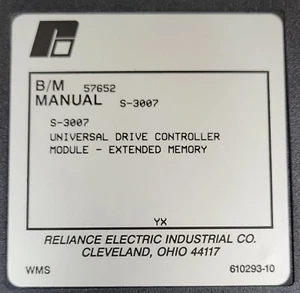 B/M 57652
MANUAL S-3007
S-3007
UNIVERSAL DRIVE CONTROLLER
MODULE - EXTENDED MEMORY
YX
RELIANCE ELECTRIC INDUSTRIAL CO.
CLEVELAND, OHIO 44117
WMS 610293-10